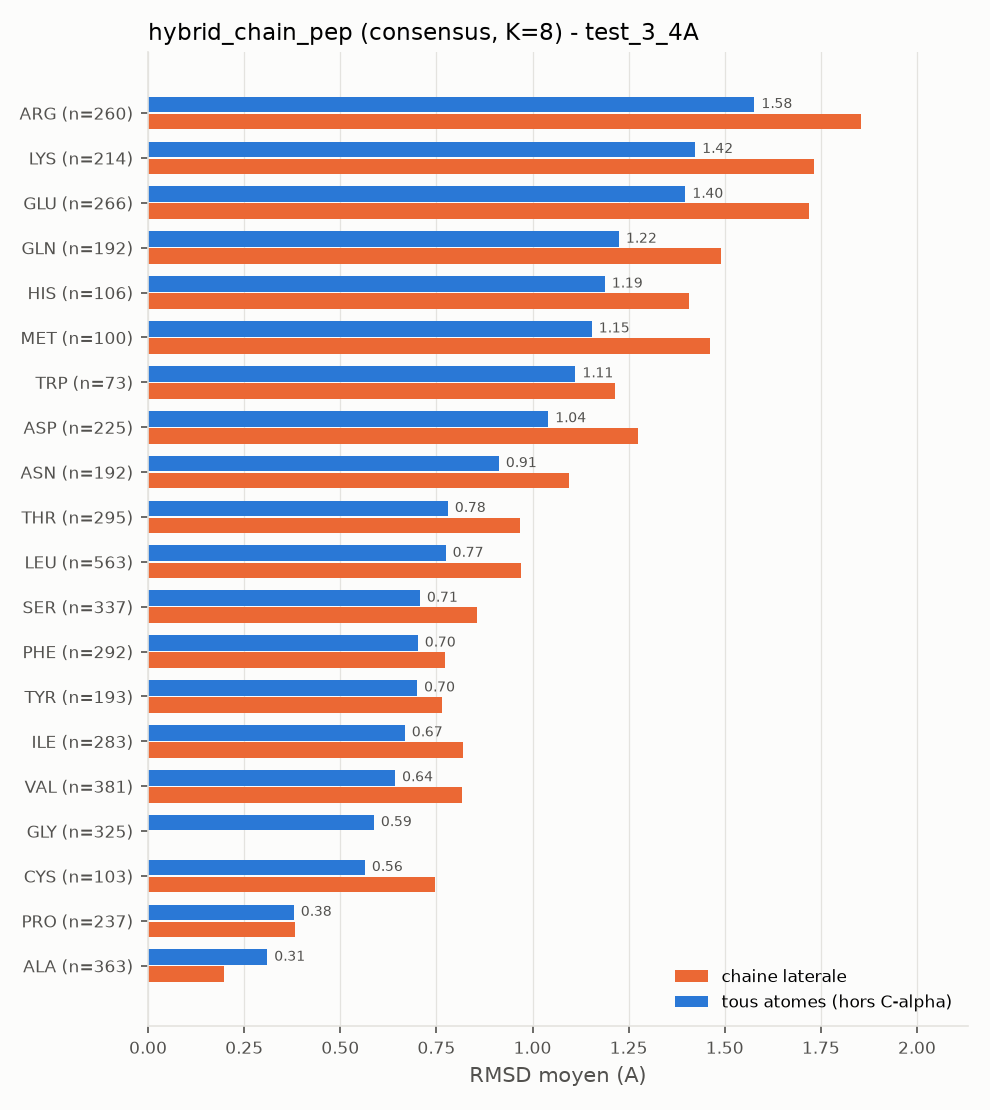 hybrid_chain_pep (consensus, K=8) - test_3_4A
ARG (n=260) 1.58
LYS (n=214) 1.42
GLU (n=266) 1.40
GLN (n=192) 1.22
HIS (n=106) 1.19
MET (n=100) 1.15
TRP (n=73) 1.11
ASP (n=225) 1.04
ASN (n=192) 0.91
THR (n=295) 0.78
LEU (n=563) 0.77
SER (n=337) 0.71
PHE (n=292) 0.70
TYR (n=193) 0.70
ILE (n=283) 0.67
VAL (n=381) 0.64
GLY (n=325) 0.59
CYS (n=103) 0.56
PRO (n=237) 0.38
ALA (n=363) 0.31
chaine laterale
tous atomes (hors C-alpha)
0.00 0.25 0.50 0.75 1.00 1.25 1.50 1.75 2.00
RMSD moyen (A)